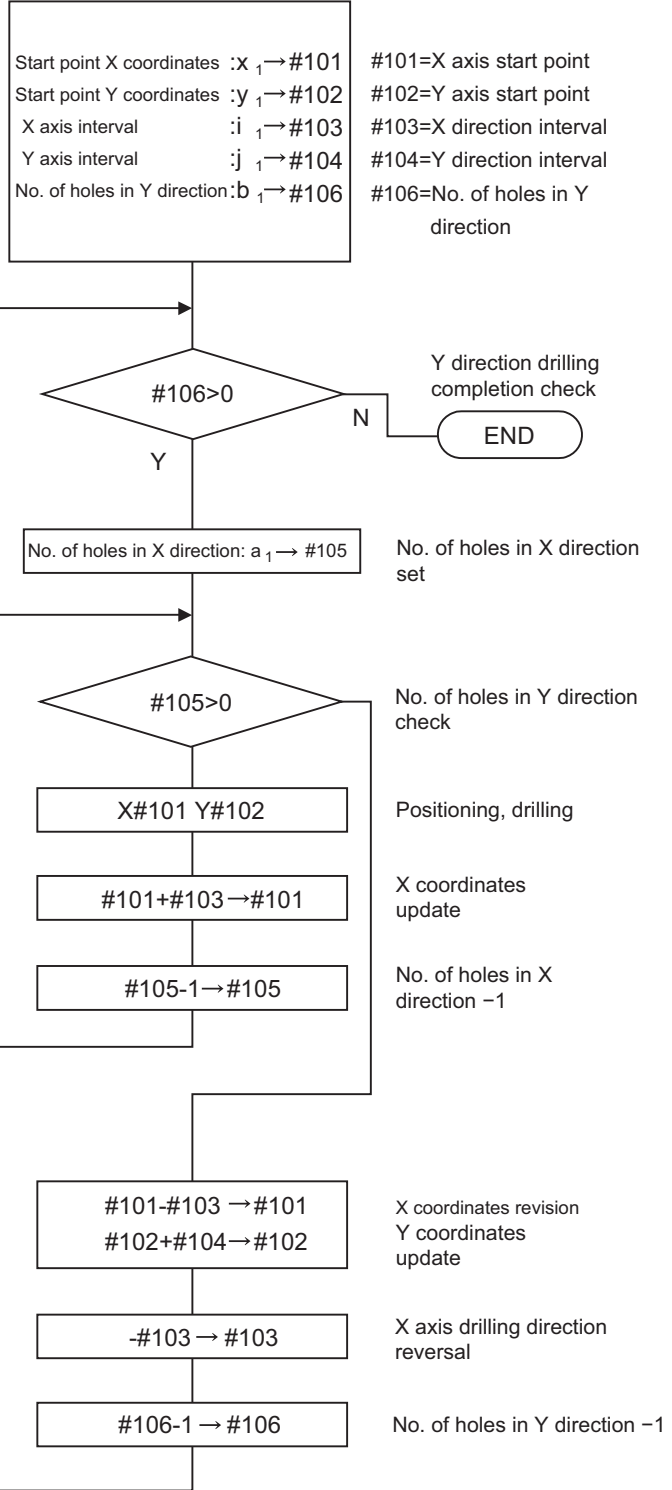 Start point X coordinates :x 1→#101 #101=X axis start point
Start point Y coordinates :y 1→#102 #102=Y axis start point
X axis interval :i 1→#103 #103=X direction interval
Y axis interval :j 1→#104 #104=Y direction interval
No. of holes in Y direction:b 1→#106 #106=No. of holes in Y
direction
Y direction drilling
completion check
#106>0
N
END
Y
No. of holes in X direction: a 1→ #105
No. of holes in X direction
set
#105>0
No. of holes in Y direction
check
X#101 Y#102
Positioning, drilling
#101+#103→#101
X coordinates
update
#105-1→#105
No. of holes in X
direction −1
#101-#103 →#101
X coordinates revision
#102+#104→#102
Y coordinates
update
-#103→ #103
X axis drilling direction
reversal
#106-1→ #106
No. of holes in Y direction −1